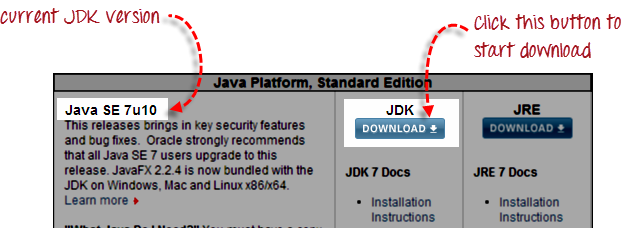 current JDK version
Click this button to
start download
Java Platform, Standard Edition
Java SE 7u10
This releases brings in key security features
and bug fixes. Oracle strongly recommends
that all Java SE 7 users upgrade to this
release. JavaFX 2.2.4 is now bundled with the
JDK on Windows, Mac and Linux x86/x64.
Learn more
JDK
DOWNLOAD
JDK 7 Docs
Installation
Instructions
JRE
DOWNLOAD
JRE 7 Docs
Installation
Instructions
"What Java Do I Need?" You must have a copy